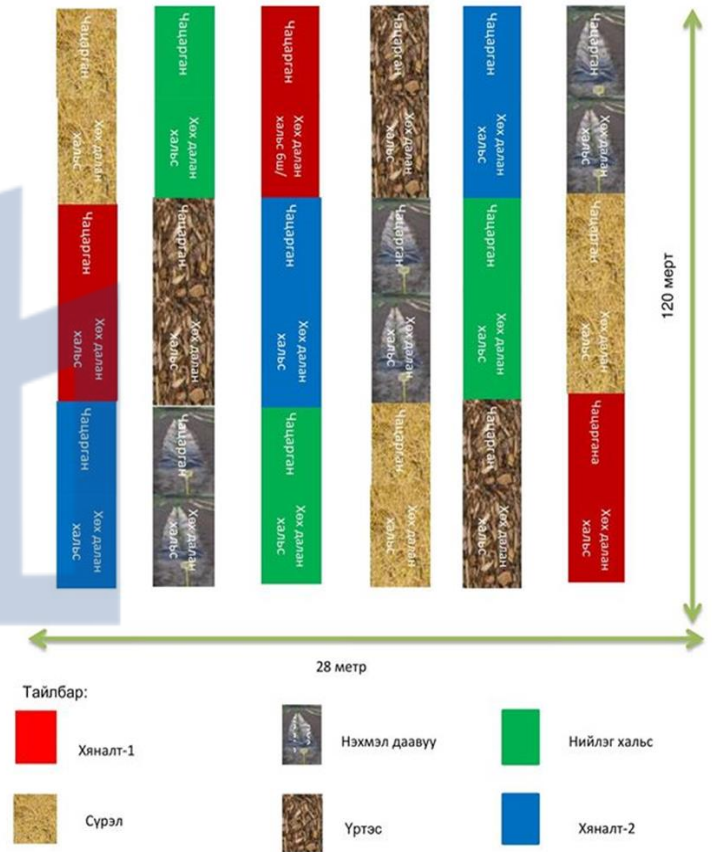 Чацарган
Хөх далан
хальс
Чацарган
Хөх далан
хальс
Чацарган
Хөх далан
хальс
Чацарган
Хөх далан
хальс
Чацарган
Хөх далан
хальс
Чацарган
Хөх далан
хальс
Чацарган
Хөх далан
хальс бш/
Чацарган
Хөх далан
хальс
Чацарган
Хөх далан
хальс
Чацарган
Хөх далан
хальс
Чацарган
Хөх далан
хальс
Чацарган
Хөх далан
хальс
Чацарган
Хөх далан
хальс
Чацарган
Хөх далан
хальс
Чацарган
Хөх далан
хальс
Чацарган
Хөх далан
хальс
Чацарган
Хөх далан
хальс
Чацаргана
Хөх далан
хальс
120 мерт
28 метр
Тайлбар:
Хяналт-1
Нэхмэл даавуу
Нийлэг хальс
Сүрэл
Үртэс
Хяналт-2